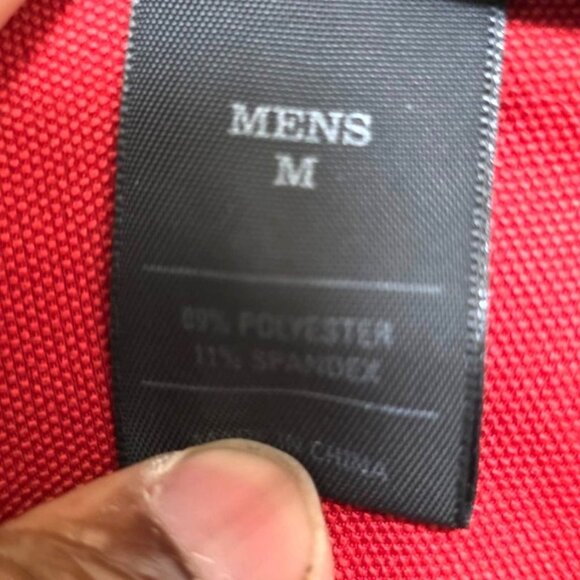 MENS
M
89% POLYESTER
11% SPANDEX
IN CHINA